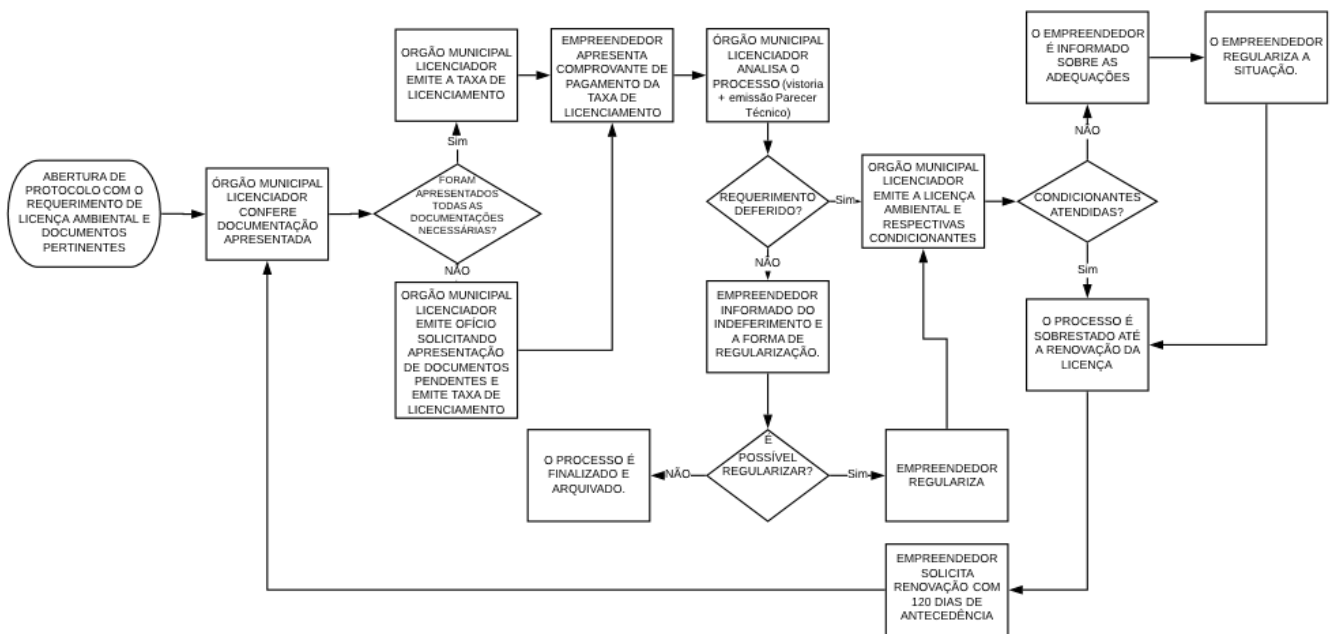 ABERTURA DE
PROTOCOLO COM O
REQUERIMENTO DE
LICENÇA AMBIENTAL E
DOCUMENTOS
PERTINENTES
ÓRGÃO MUNICIPAL
LICENCIADOR
CONFERE
DOCUMENTAÇÃO
APRESENTADA
FORAM
APRESENTADOS
TODAS AS
DOCUMENTAÇÕES
NECESSÁRIAS?
Sim
ORGÃO MUNICIPAL
LICENCIADOR
EMITE A TAXA DE
LICENCIAMENTO
NÃO
ORGÃO MUNICIPAL
LICENCIADOR
EMITE OFÍCIO
SOLICITANDO
APRESENTAÇÃO
DE DOCUMENTOS
PENDENTES E
EMITE TAXA DE
LICENCIAMENTO
EMPREENDEDOR
APRESENTA
COMPROVANTE DE
PAGAMENTO DA
TAXA DE
LICENCIAMENTO
ÓRGÃO MUNICIPAL
LICENCIADOR
ANALISA O
PROCESSO (vistoria
+ emissão Parecer
Técnico)
REQUERIMENTO
DEFERIDO?
Sim
NÃO
EMPREENDEDOR
INFORMADO DO
INDEFERIMENTO E
A FORMA DE
REGULARIZAÇÃO.
É
POSSÍVEL
REGULARIZAR?
NÃO
O PROCESSO É
FINALIZADO E
ARQUIVADO.
Sim
EMPREENDEDOR
REGULARIZA
ORGÃO MUNICIPAL
LICENCIADOR
EMITE A LICENÇA
AMBIENTAL E
RESPECTIVAS
CONDICIONANTES
CONDICIONANTES
ATENDIDAS?
NÃO
O EMPREENDEDOR
É INFORMADO
SOBRE AS
ADEQUAÇÕES
O EMPREENDEDOR
REGULARIZA A
SITUAÇÃO.
Sim
O PROCESSO É
SOBRESTADO ATÉ
A RENOVAÇÃO DA
LICENÇA
EMPREENDEDOR
SOLICITA
RENOVAÇÃO COM
120 DIAS DE
ANTECEDÊNCIA